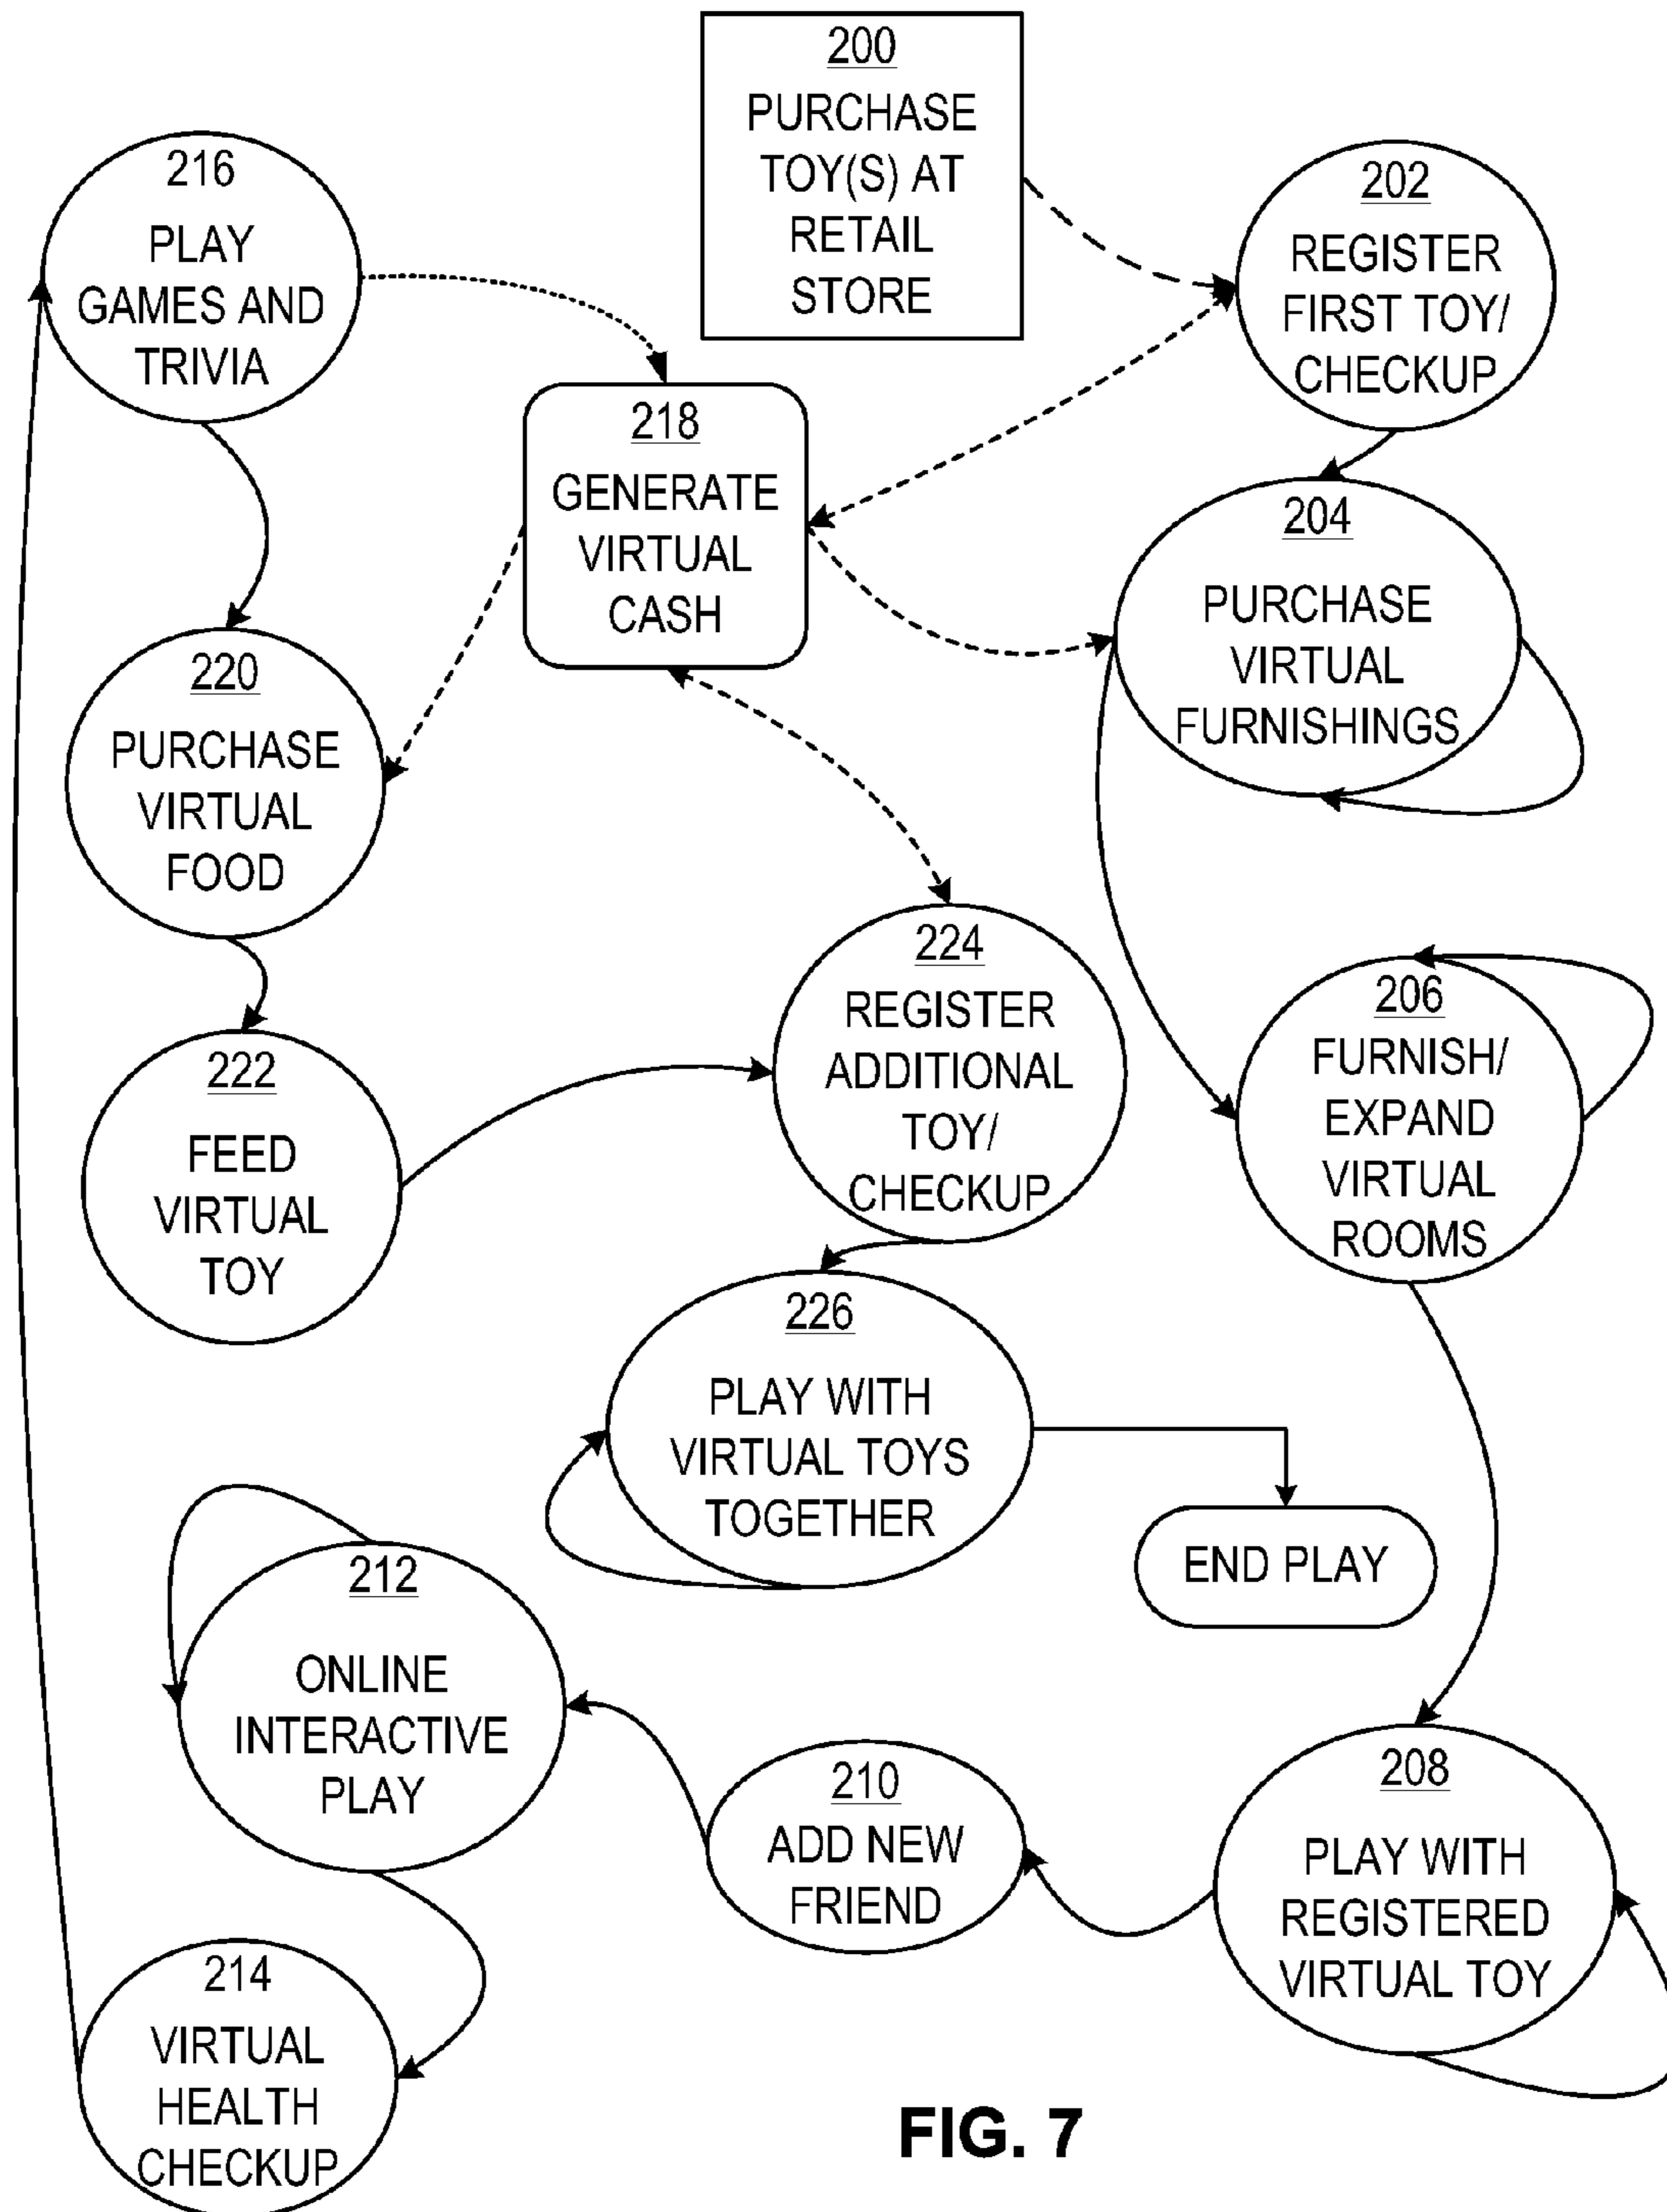 200
PURCHASE
TOY(S) AT
RETAIL
STORE
216
PLAY
GAMES AND
TRIVIA
202
REGISTER
FIRST TOY/
CHECKUP
218
GENERATE
VIRTUAL
CASH
204
PURCHASE
VIRTUAL
FURNISHINGS
220
PURCHASE
VIRTUAL
FOOD
224
REGISTER
ADDITIONAL
TOY/
CHECKUP
206
FURNISH/
EXPAND
VIRTUAL
ROOMS
222
FEED
VIRTUAL
TOY
226
PLAY WITH
VIRTUAL TOYS
TOGETHER
END PLAY
212
ONLINE
INTERACTIVE
PLAY
210
ADD NEW
FRIEND
208
PLAY WITH
REGISTERED
VIRTUAL TOY
214
VIRTUAL
HEALTH
CHECKUP
FIG. 7